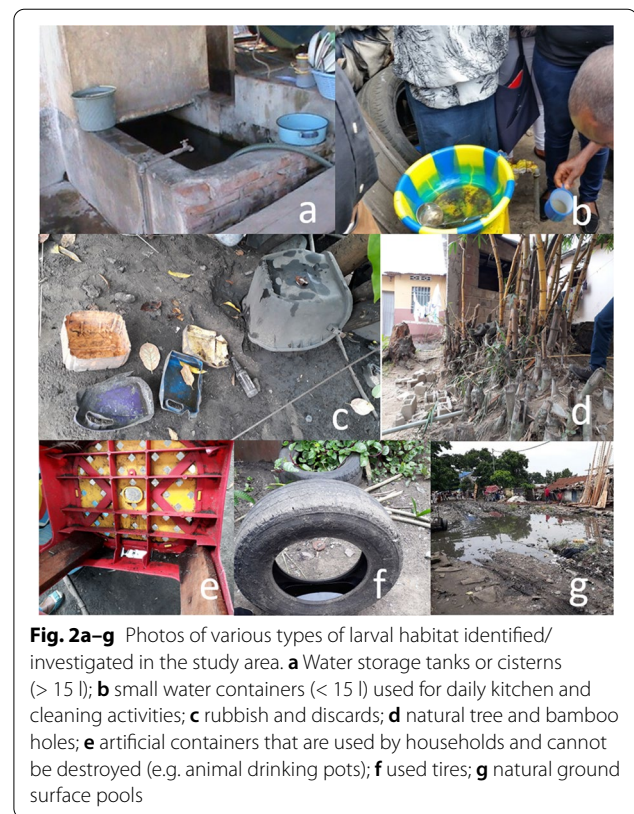 a
b
c
d
e
f
g
Fig. 2a–g Photos of various types of larval habitat identified/
investigated in the study area. a Water storage tanks or cisterns
(> 15 l); b small water containers (< 15 l) used for daily kitchen and
cleaning activities; c rubbish and discards; d natural tree and bamboo
holes; e artificial containers that are used by households and cannot
be destroyed (e.g. animal drinking pots); f used tires; g natural ground
surface pools